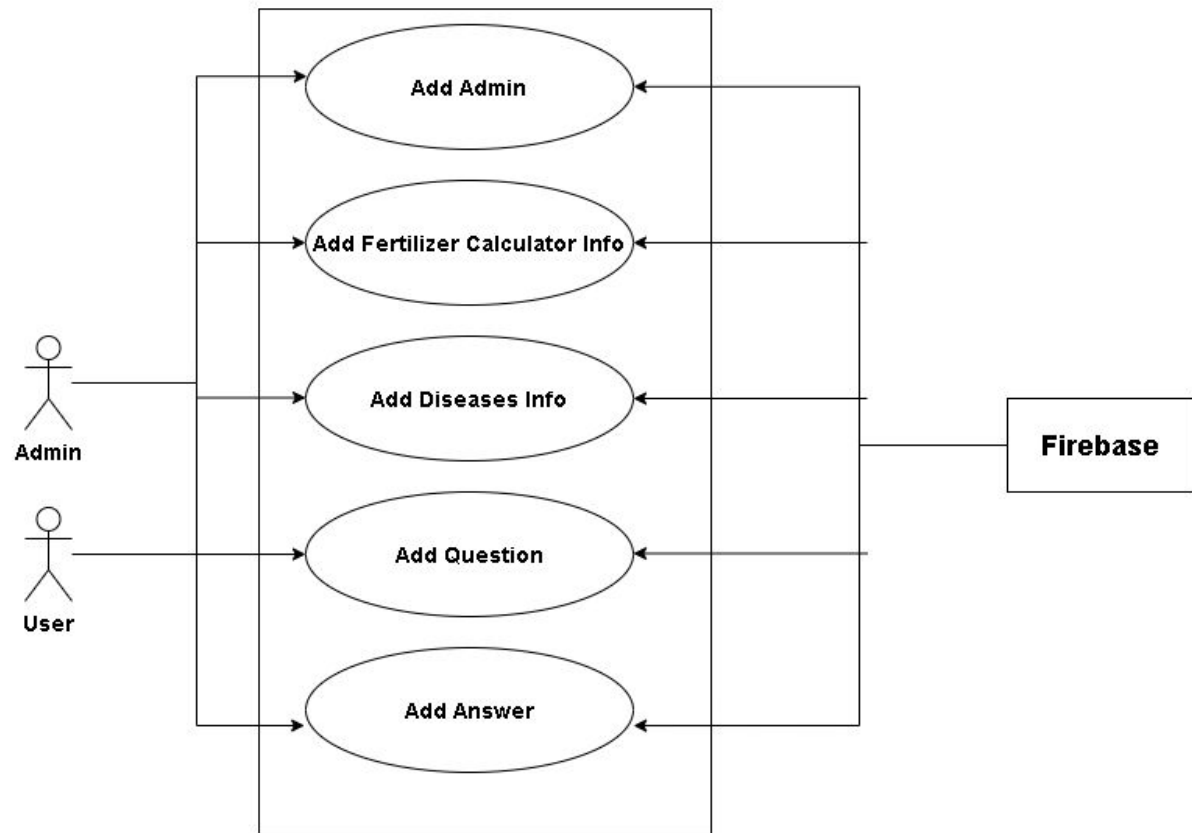 Add Admin
Add Fertilizer Calculator Info
Add Diseases Info
Admin
Firebase
Add Question
User
Add Answer